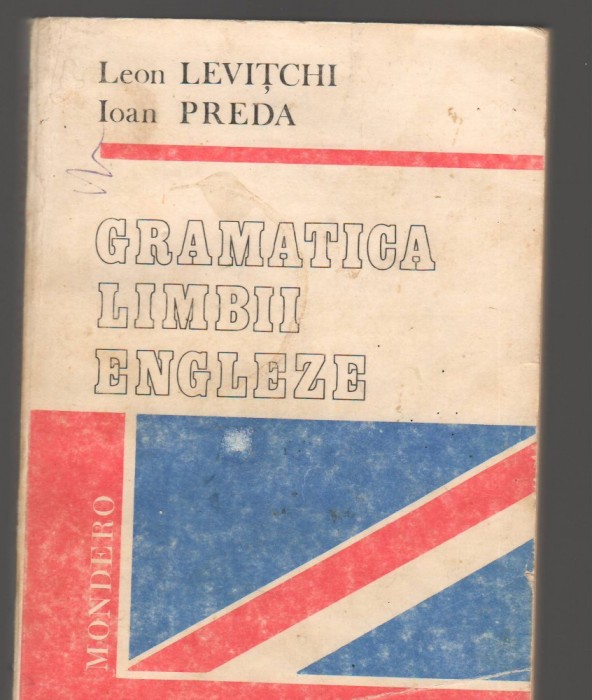 Leon LEVIȚCHI
Ioan PREDA
GRAMATICA
LIMBII
ENGLEZE
MONDERO